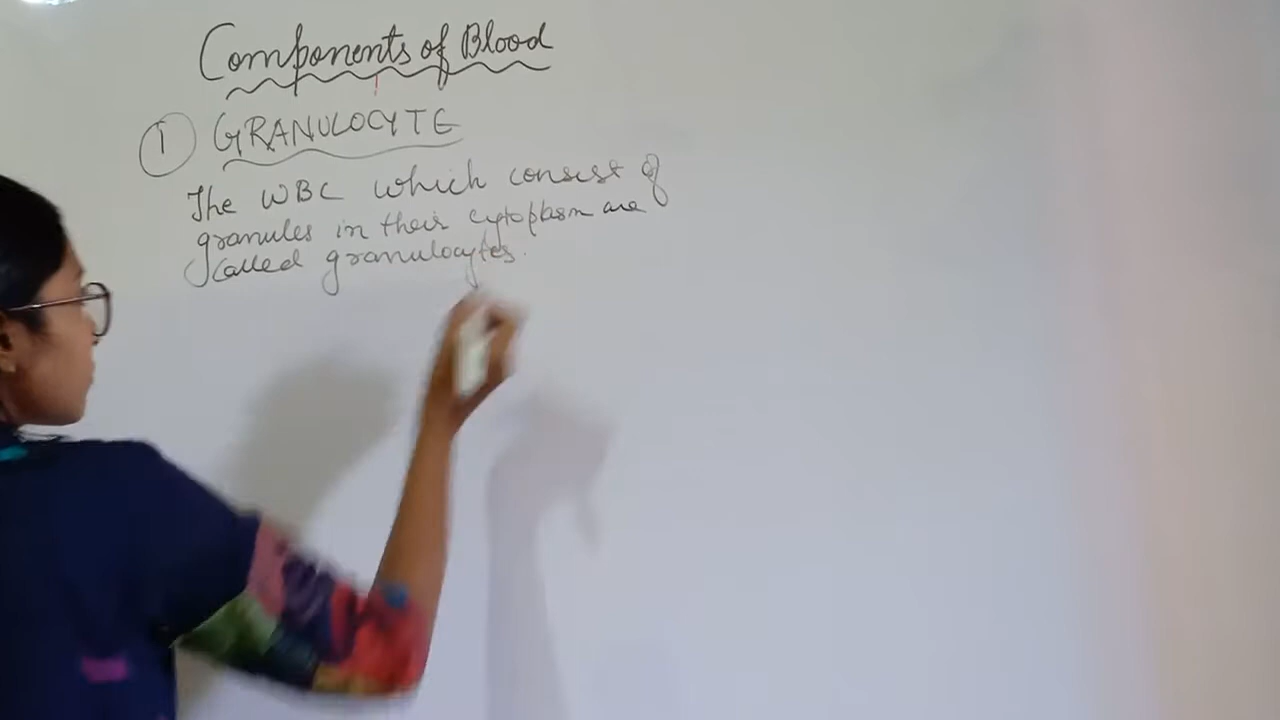 Components of Blood
1 GRANULOCYTE
The WBC which consist of
granules in their cytoplasm are
called granulocytes.